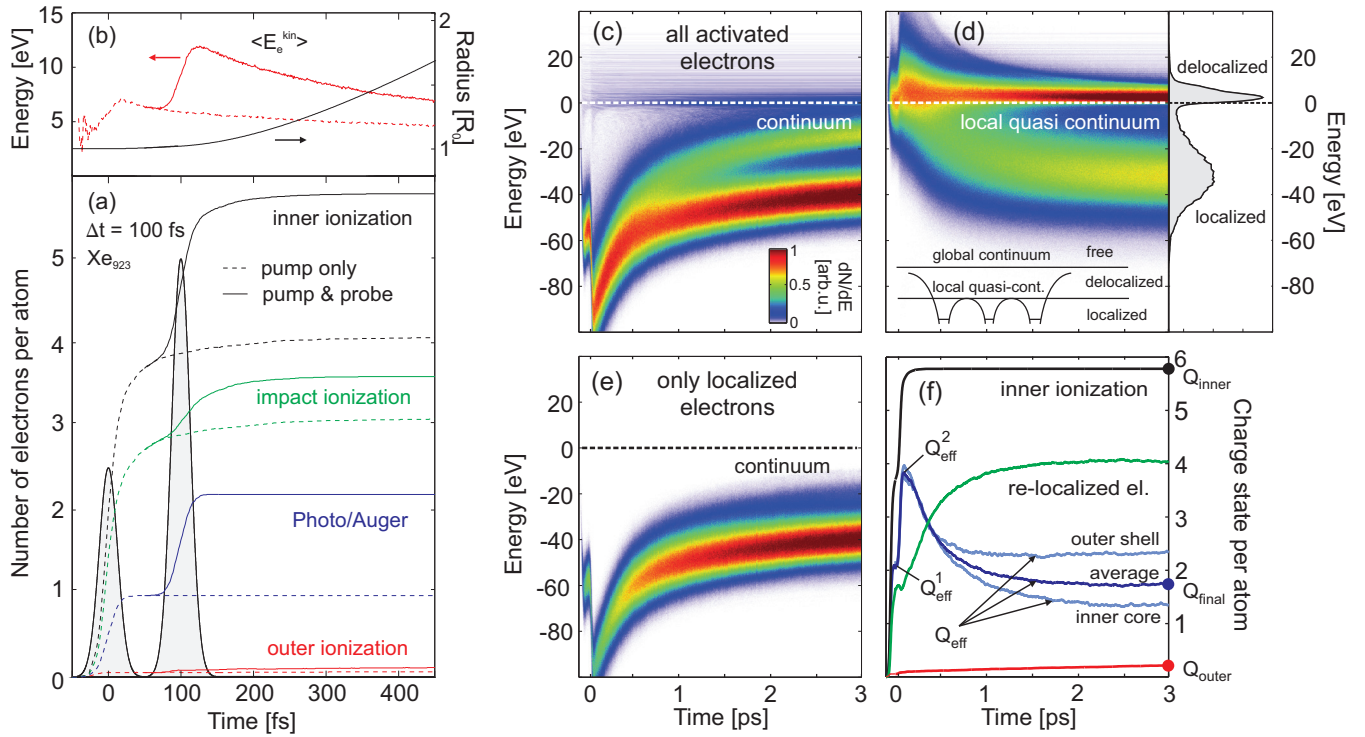 (b)
<E_e^kin>
Energy [eV]
15
10
5
2
1
Radius [R_0]
(a)
Δt = 100 fs
Xe_923
inner ionization
pump only
pump & probe
impact ionization
Photo/Auger
outer ionization
Number of electrons per atom
5
4
3
2
1
0
0 100 200 300 400
Time [fs]
(c)
all activated
electrons
continuum
Energy [eV]
20
0
-20
-40
-60
-80
1
0.5
0
dN/dE
[arb.u.]
0 1 2 3
(d)
local quasi continuum
global continuum
free
local quasi-cont.
delocalized
localized
0 1 2 3
delocalized
localized
20
0
-20
-40
-60
-80
Energy [eV]
(e)
only localized
electrons
continuum
Energy [eV]
20
0
-20
-40
-60
-80
0 1 2 3
Time [ps]
(f)
inner ionization
Q_inner
Q_eff^2
re-localized el.
outer shell
average
Q_eff^1
Q_final
inner core
Q_eff
Q_outer
6
5
4
3
2
1
Charge state per atom
0 1 2 3
Time [ps]